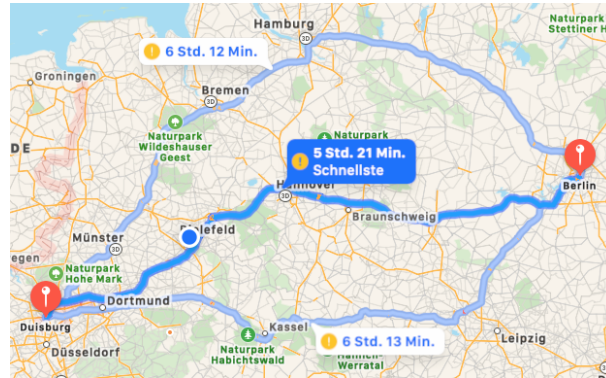 Naturpark
Stettiner H
Hamburg
3D
6 Std. 12 Min.
Groningen
Bremen
3D
Naturpark
Wildeshauser
Geest
DE
Naturpark
5 Std. 21 Min.
Schnellste
Hannover
3D
Berlin
Braunschweig
Bielefeld
Münster
3D
egen
Naturpark
Hohe Mark
Dortmund
Duisburg
Kassel
6 Std. 13 Min.
Leipzig
Düsseldorf
Naturpark
Habichtswald
Werratal